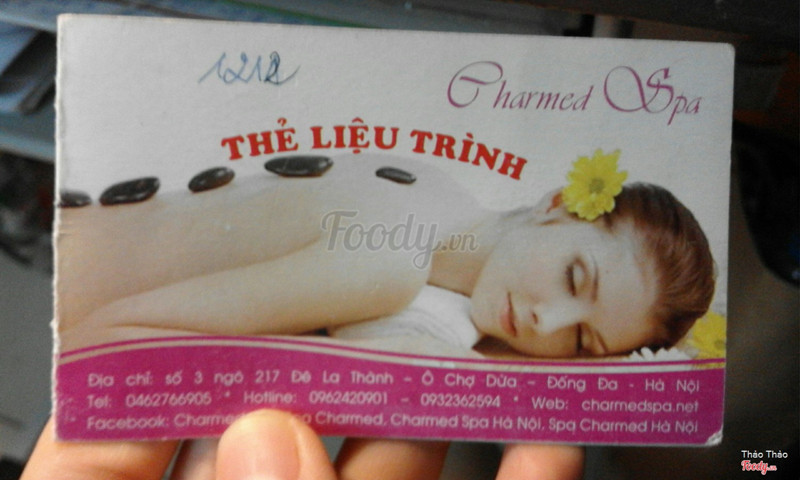 1212
Charmed Spa
THẺ LIỆU TRÌNH
Foody.vn
Địa chỉ: số 3 ngõ 217 Đê La Thành - Ô Chợ Dừa - Đống Đa - Hà Nội
Tel: 0462766905 * Hotline: 0962420901 - 0932362594 * Web: charmedspa.net
Facebook: Charmed Charmed, Charmed Spa Hà Nội, Spa Charmed Hà Nội
Thảo Thảo
Foody.vn